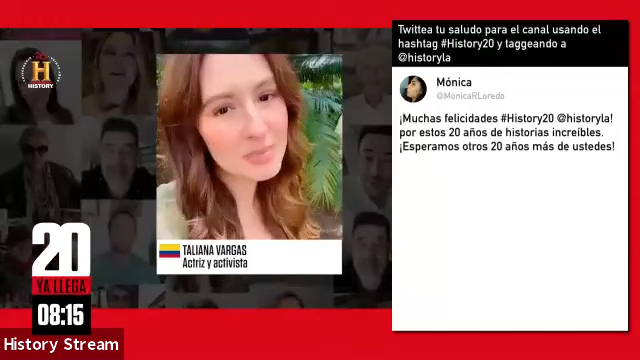 HISTORY
Twittea tu saludo para el canal usando el
hashtag #History20 y taggeando a
@historyla
Mónica
@MonicaRLoredo
¡Muchas felicidades #History20 @historyla!
por estos 20 años de historias increíbles.
¡Esperamos otros 20 años más de ustedes!
TALIANA VARGAS
Actriz y activista
20
YA LLEGA
08:15
History Stream